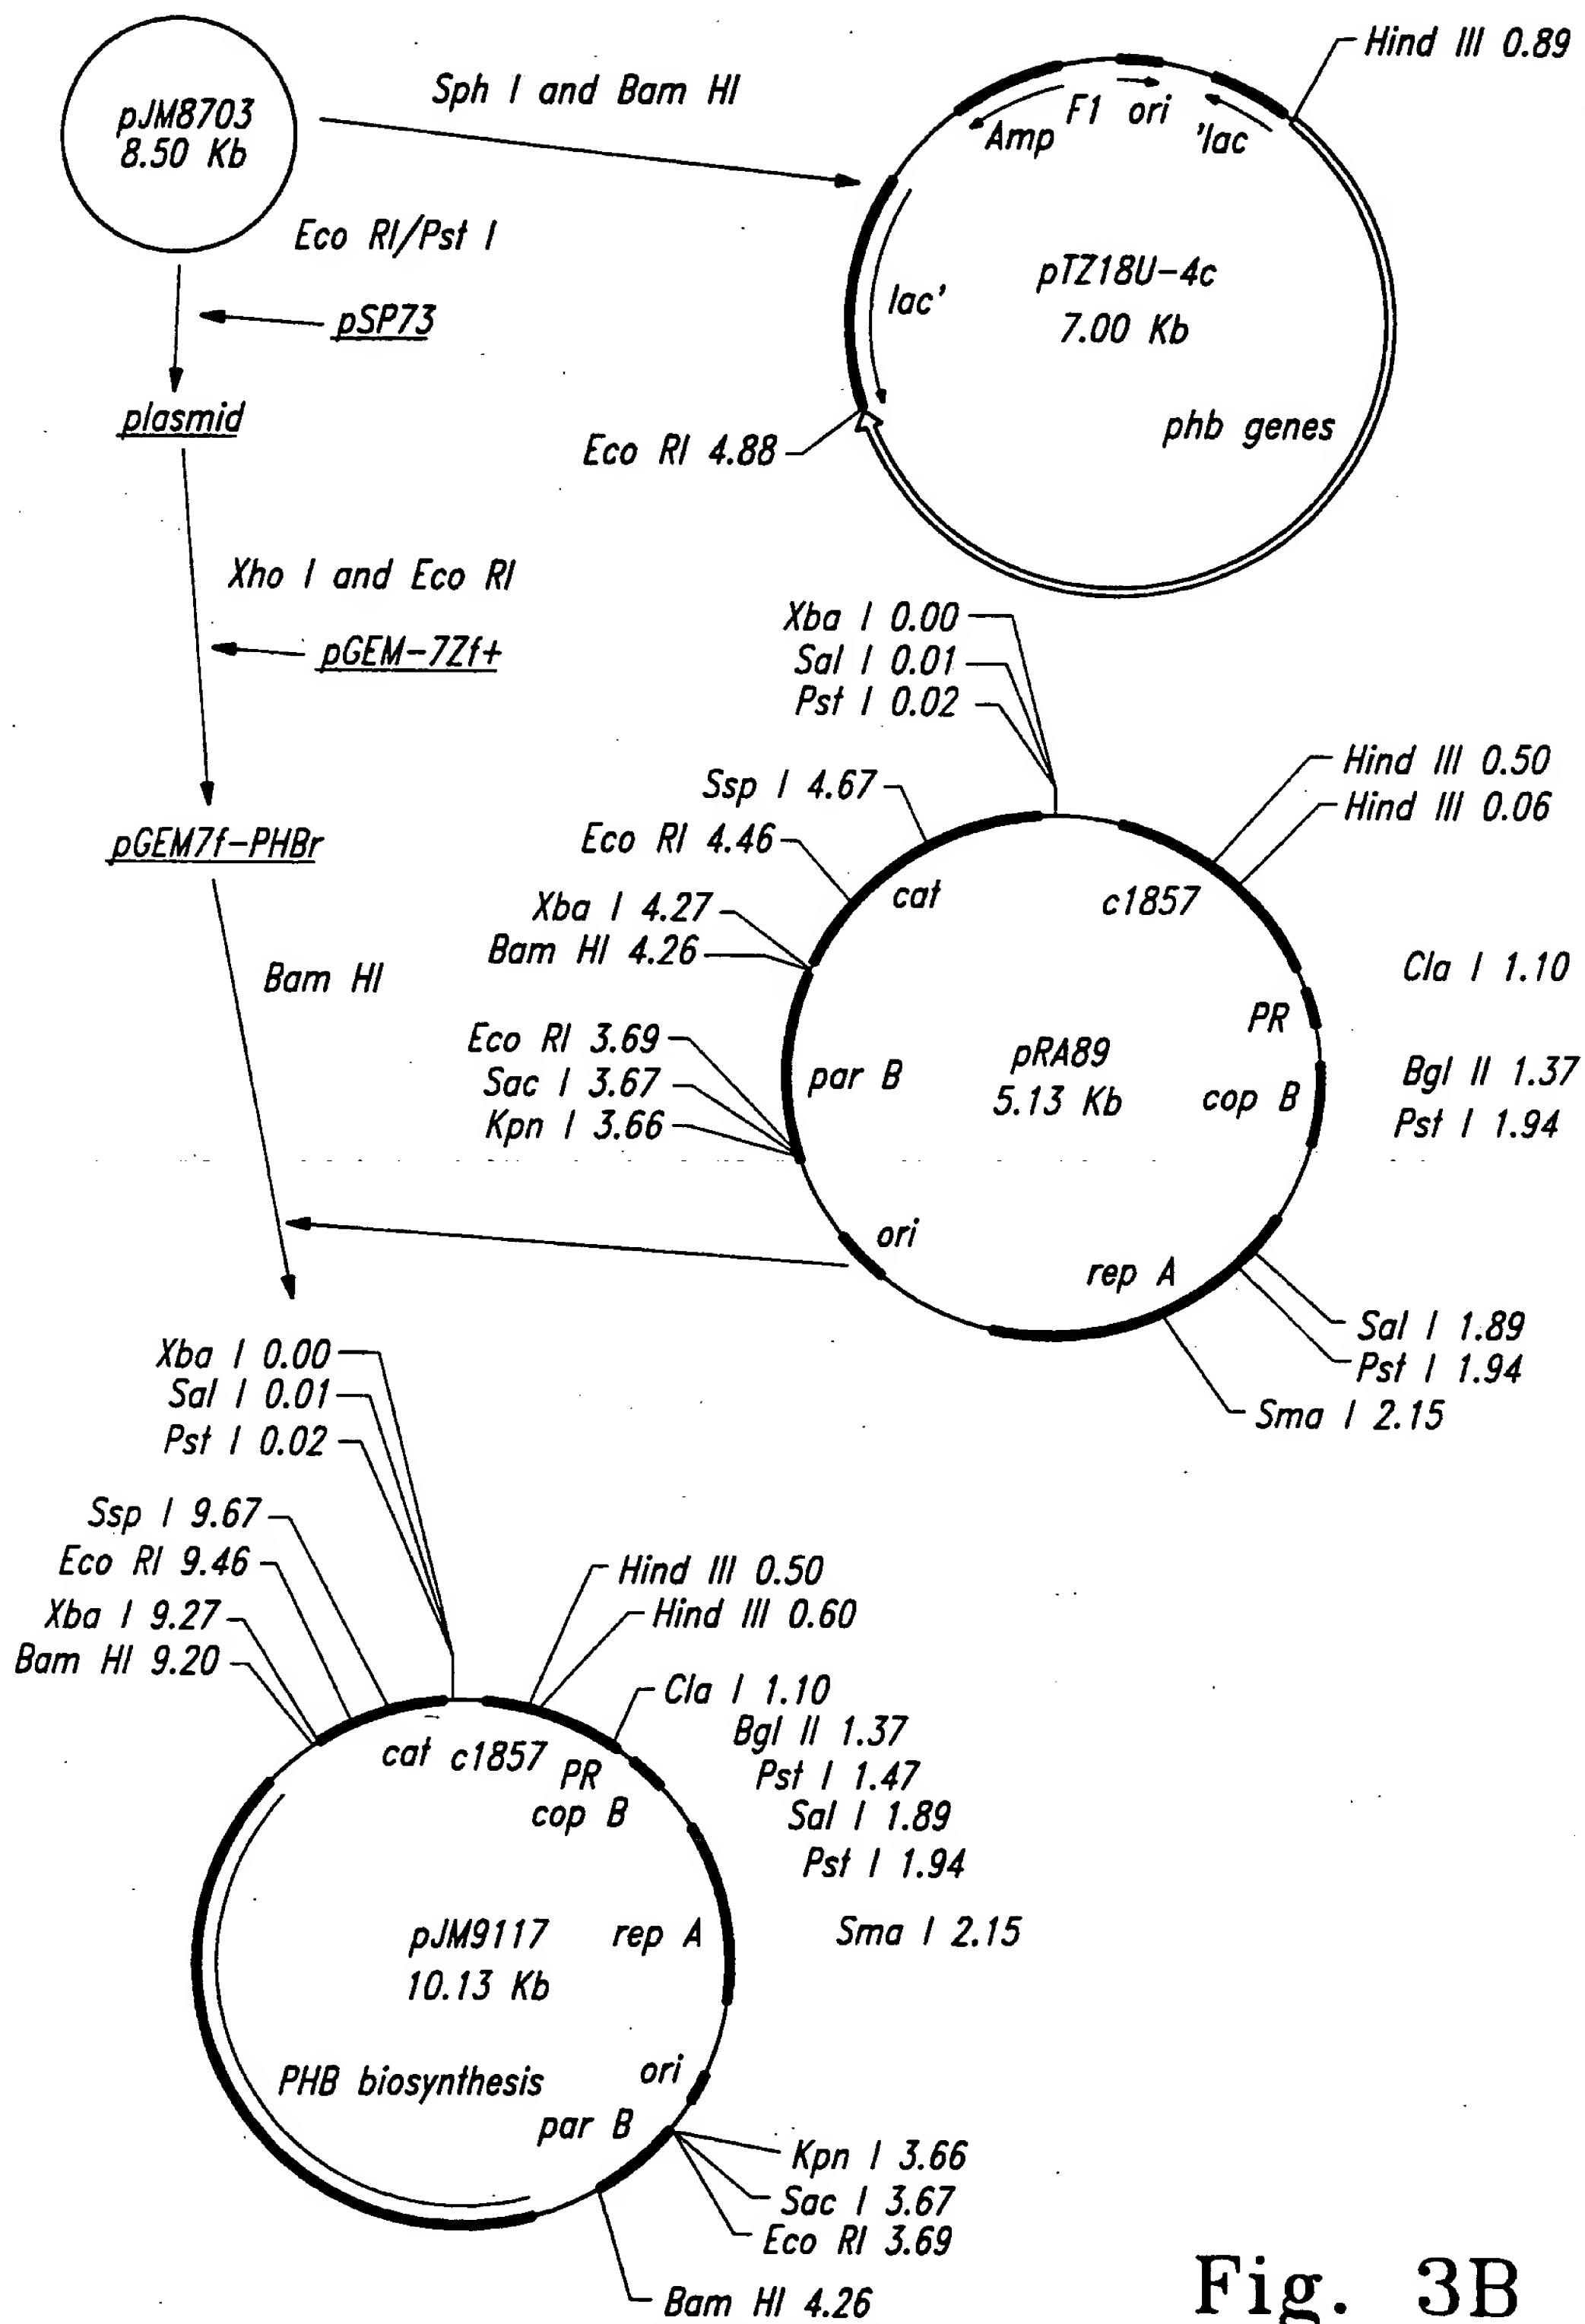 pJM8703
8.50 Kb
Sph I and Bam HI
Eco RI/Pst I
pSP73
plasmid
Xho I and Eco RI
pGEM-7Zf+
pGEM7f-PHBr
Bam HI
Hind III 0.89
F1 ori
Amp
'lac
lac'
pTZ18U-4c
7.00 Kb
phb genes
Eco RI 4.88
Xba I 0.00
Sal I 0.01
Pst I 0.02
Ssp I 4.67
Eco RI 4.46
Xba I 4.27
Bam HI 4.26
Eco RI 3.69
Sac I 3.67
Kpn I 3.66
Hind III 0.50
Hind III 0.06
cat
c1857
Cla I 1.10
PR
pRA89
5.13 Kb
par B
cop B
Bgl II 1.37
Pst I 1.94
ori
rep A
Sal I 1.89
Pst I 1.94
Sma I 2.15
Xba I 0.00
Sal I 0.01
Pst I 0.02
Ssp I 9.67
Eco RI 9.46
Xba I 9.27
Bam HI 9.20
Hind III 0.50
Hind III 0.60
Cla I 1.10
Bgl II 1.37
Pst I 1.47
Sal I 1.89
Pst I 1.94
Sma I 2.15
cat c1857
PR
cop B
pJM9117
10.13 Kb
rep A
PHB biosynthesis
ori
par B
Kpn I 3.66
Sac I 3.67
Eco RI 3.69
Bam HI 4.26
Fig. 3B